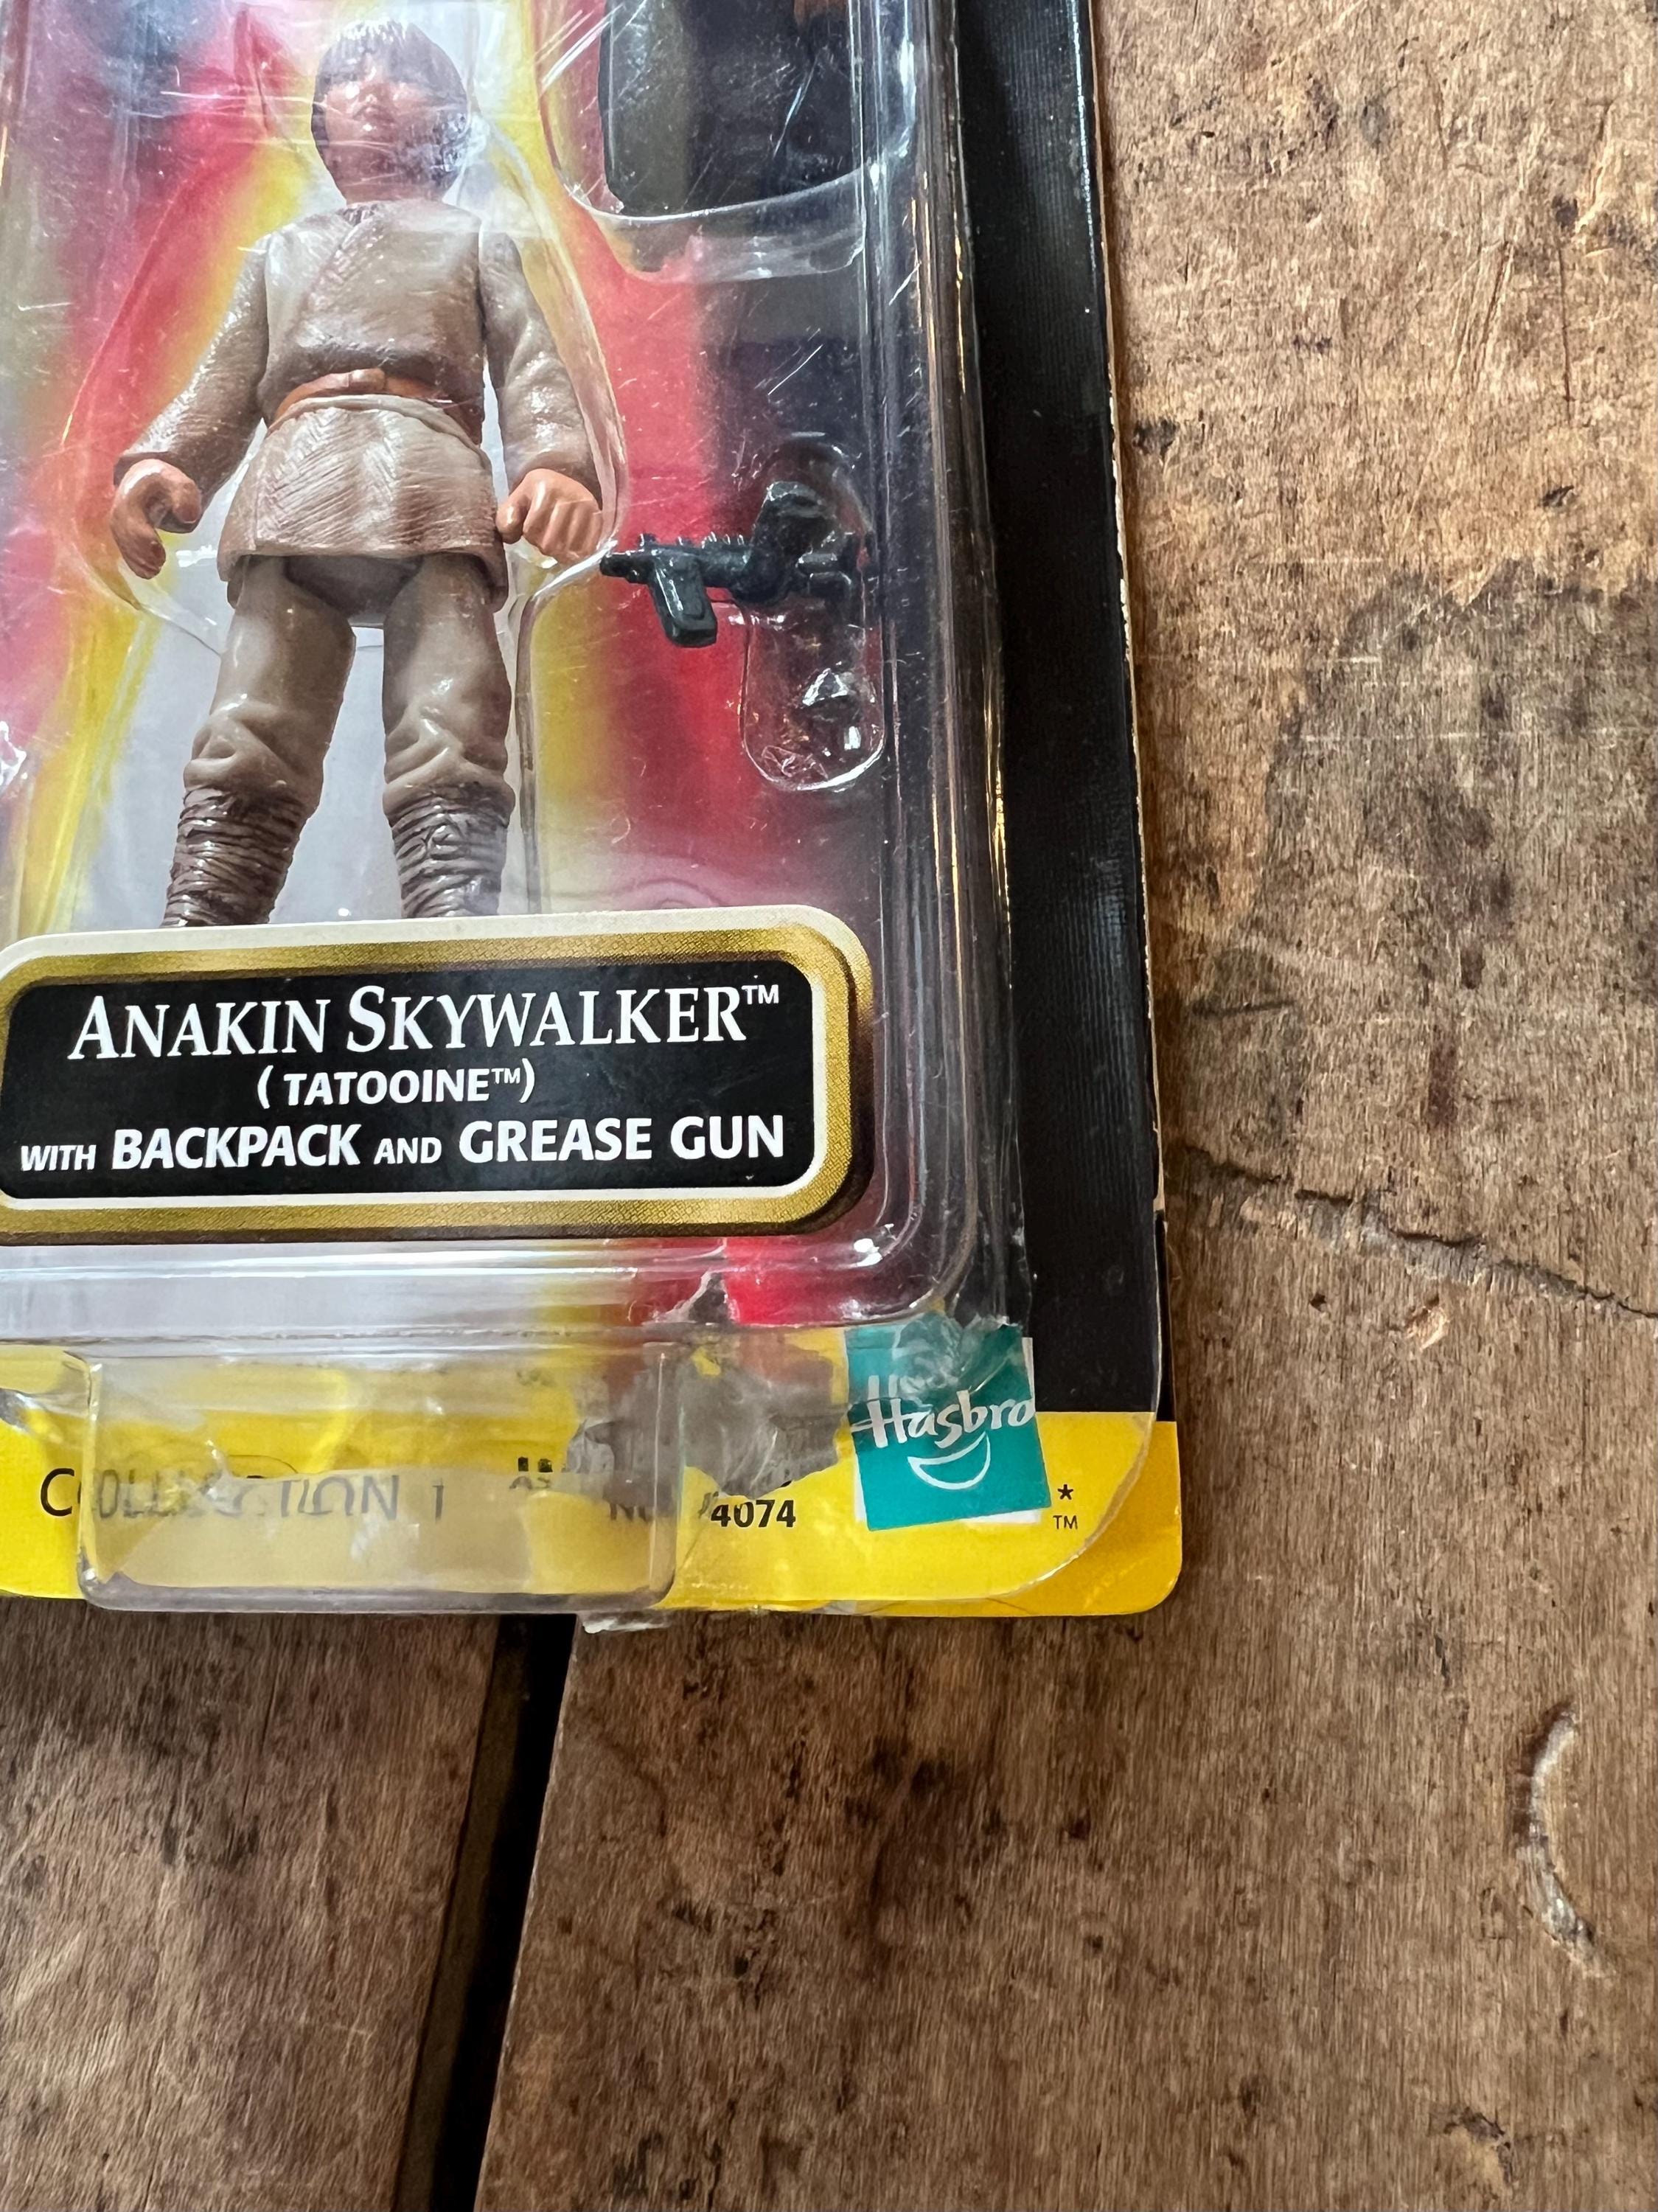 ANAKIN SKYWALKER™
(TATOOINE™)
WITH BACKPACK AND GREASE GUN
Hasbro
COLLECTION 1
4074
*
TM